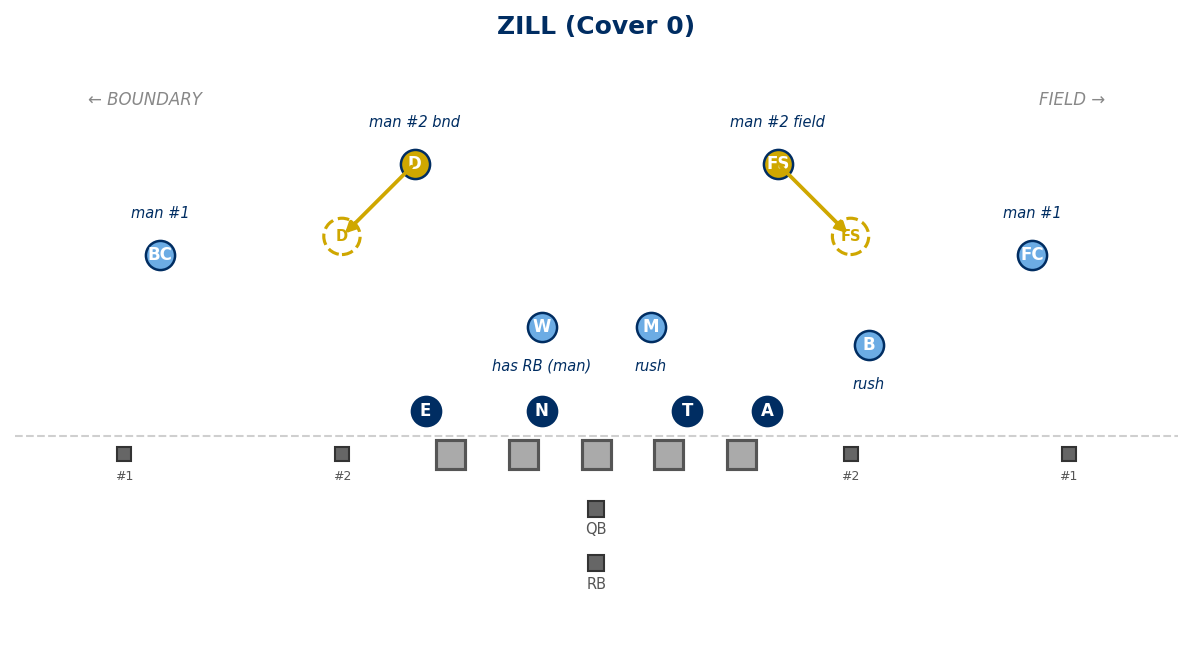 ZILL (Cover 0)
← BOUNDARY
FIELD →
man #2 bnd
man #2 field
D
FS
man #1
man #1
D
FS
BC
FC
W
M
B
has RB (man)
rush
rush
E
N
T
A
#1
#2
#2
#1
QB
RB